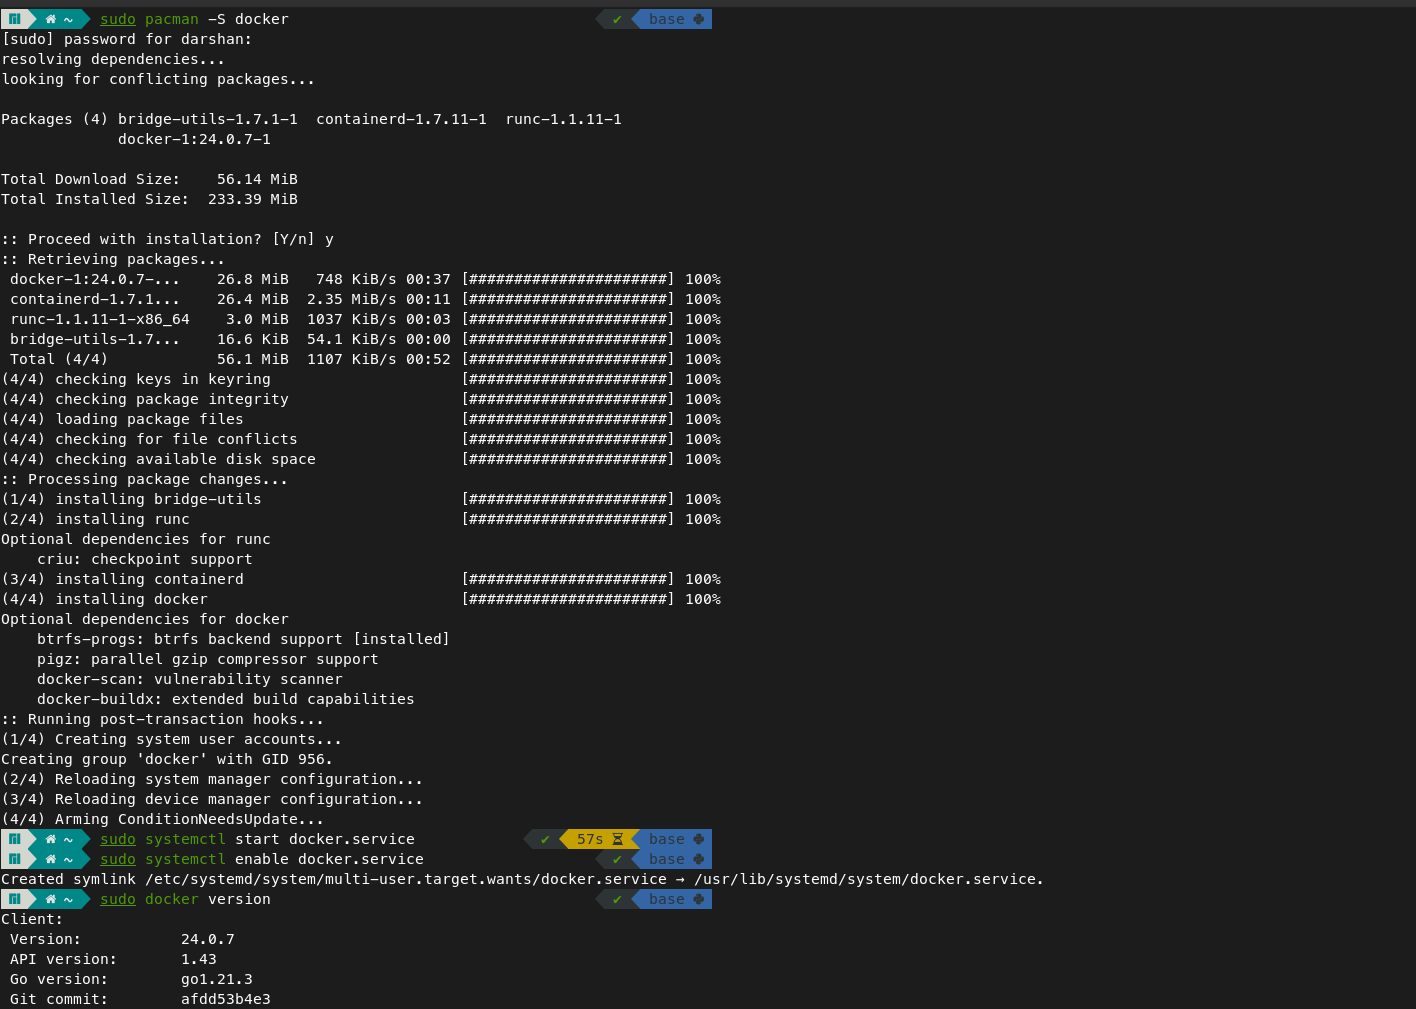 ~ sudo pacman -S docker ✔ base
[sudo] password for darshan:
resolving dependencies...
looking for conflicting packages...
Packages (4) bridge-utils-1.7.1-1  containerd-1.7.11-1  runc-1.1.11-1
             docker-1:24.0.7-1
Total Download Size:    56.14 MiB
Total Installed Size:  233.39 MiB
:: Proceed with installation? [Y/n] y
:: Retrieving packages...
 docker-1:24.0.7-...    26.8 MiB   748 KiB/s 00:37 [######################] 100%
 containerd-1.7.1...    26.4 MiB  2.35 MiB/s 00:11 [######################] 100%
 runc-1.1.11-1-x86_64    3.0 MiB  1037 KiB/s 00:03 [######################] 100%
 bridge-utils-1.7...    16.6 KiB  54.1 KiB/s 00:00 [######################] 100%
 Total (4/4)            56.1 MiB  1107 KiB/s 00:52 [######################] 100%
(4/4) checking keys in keyring                     [######################] 100%
(4/4) checking package integrity                   [######################] 100%
(4/4) loading package files                        [######################] 100%
(4/4) checking for file conflicts                  [######################] 100%
(4/4) checking available disk space                [######################] 100%
:: Processing package changes...
(1/4) installing bridge-utils                      [######################] 100%
(2/4) installing runc                              [######################] 100%
Optional dependencies for runc
    criu: checkpoint support
(3/4) installing containerd                        [######################] 100%
(4/4) installing docker                            [######################] 100%
Optional dependencies for docker
    btrfs-progs: btrfs backend support [installed]
    pigz: parallel gzip compressor support
    docker-scan: vulnerability scanner
    docker-buildx: extended build capabilities
:: Running post-transaction hooks...
(1/4) Creating system user accounts...
Creating group 'docker' with GID 956.
(2/4) Reloading system manager configuration...
(3/4) Reloading device manager configuration...
(4/4) Arming ConditionNeedsUpdate...
~ sudo systemctl start docker.service ✔ 57s base
~ sudo systemctl enable docker.service ✔ base
Created symlink /etc/systemd/system/multi-user.target.wants/docker.service → /usr/lib/systemd/system/docker.service.
~ sudo docker version ✔ base
Client:
 Version:           24.0.7
 API version:       1.43
 Go version:        go1.21.3
 Git commit:        afdd53b4e3